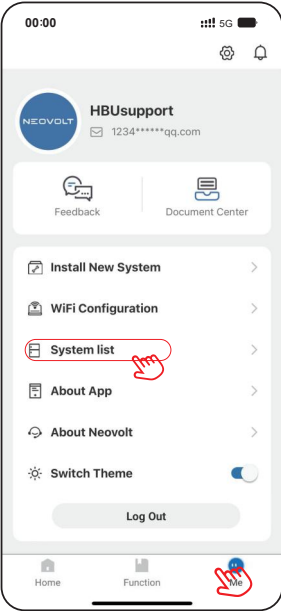 00:00 5G
NEOVOLT
HBUsupport
1234******qq.com
Feedback Document Center
Install New System
WiFi Configuration
System list
About App
About Neovolt
Switch Theme
Log Out
Home Function Me